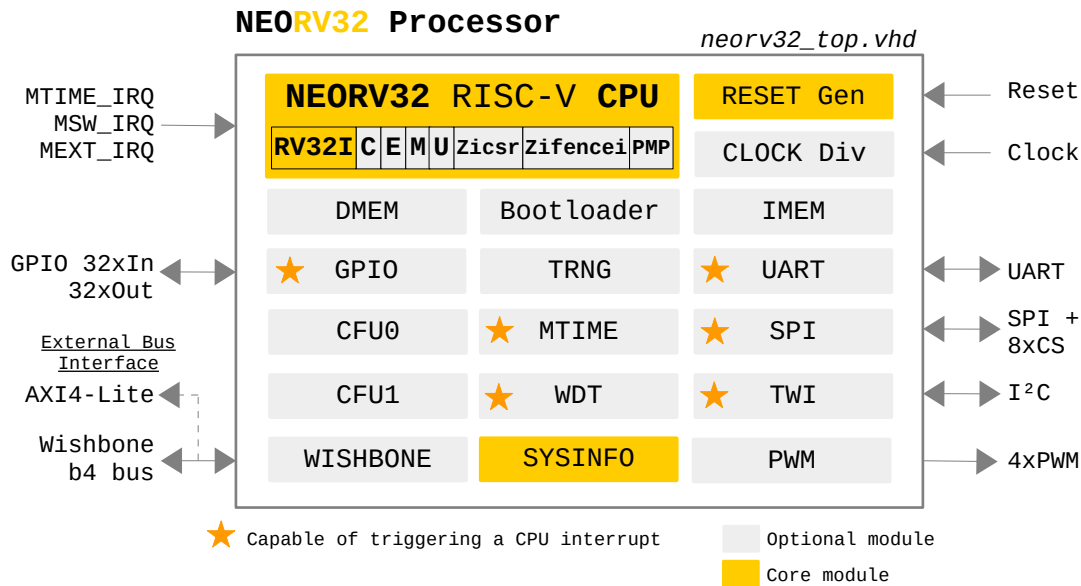 NEORV32 Processor
neorv32_top.vhd
MTIME_IRQ
MSW_IRQ
MEXT_IRQ
NEORV32 RISC-V CPU
RV32I C E M U Zicsr Zifencei PMP
RESET Gen
Reset
CLOCK Div
Clock
DMEM
Bootloader
IMEM
GPIO 32xIn
32xOut
GPIO
TRNG
UART
UART
CFU0
MTIME
SPI
SPI +
8xCS
External Bus
Interface
AXI4-Lite
CFU1
WDT
TWI
I²C
Wishbone
b4 bus
WISHBONE
SYSINFO
PWM
4xPWM
Capable of triggering a CPU interrupt
Optional module
Core module